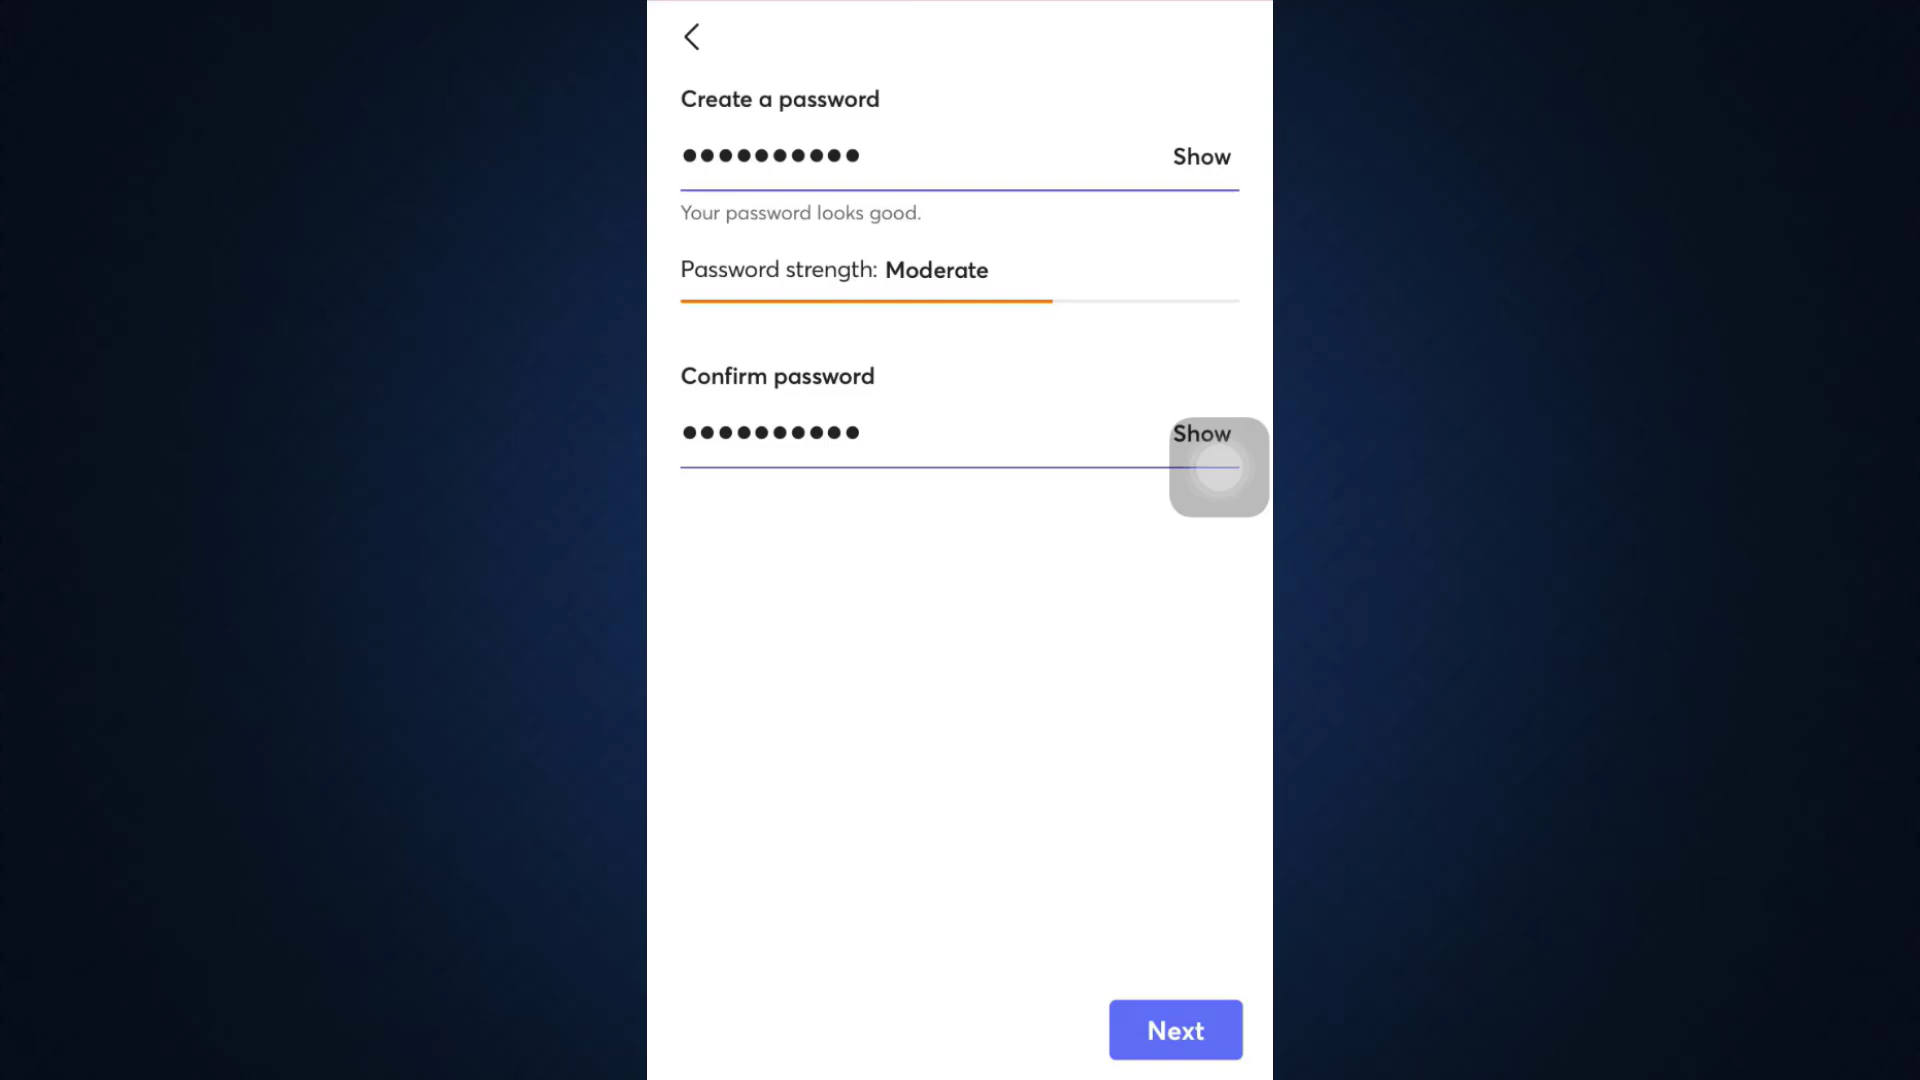 Create a password
●●●●●●●●●● Show
Your password looks good.
Password strength: Moderate
Confirm password
●●●●●●●●●● Show
Next